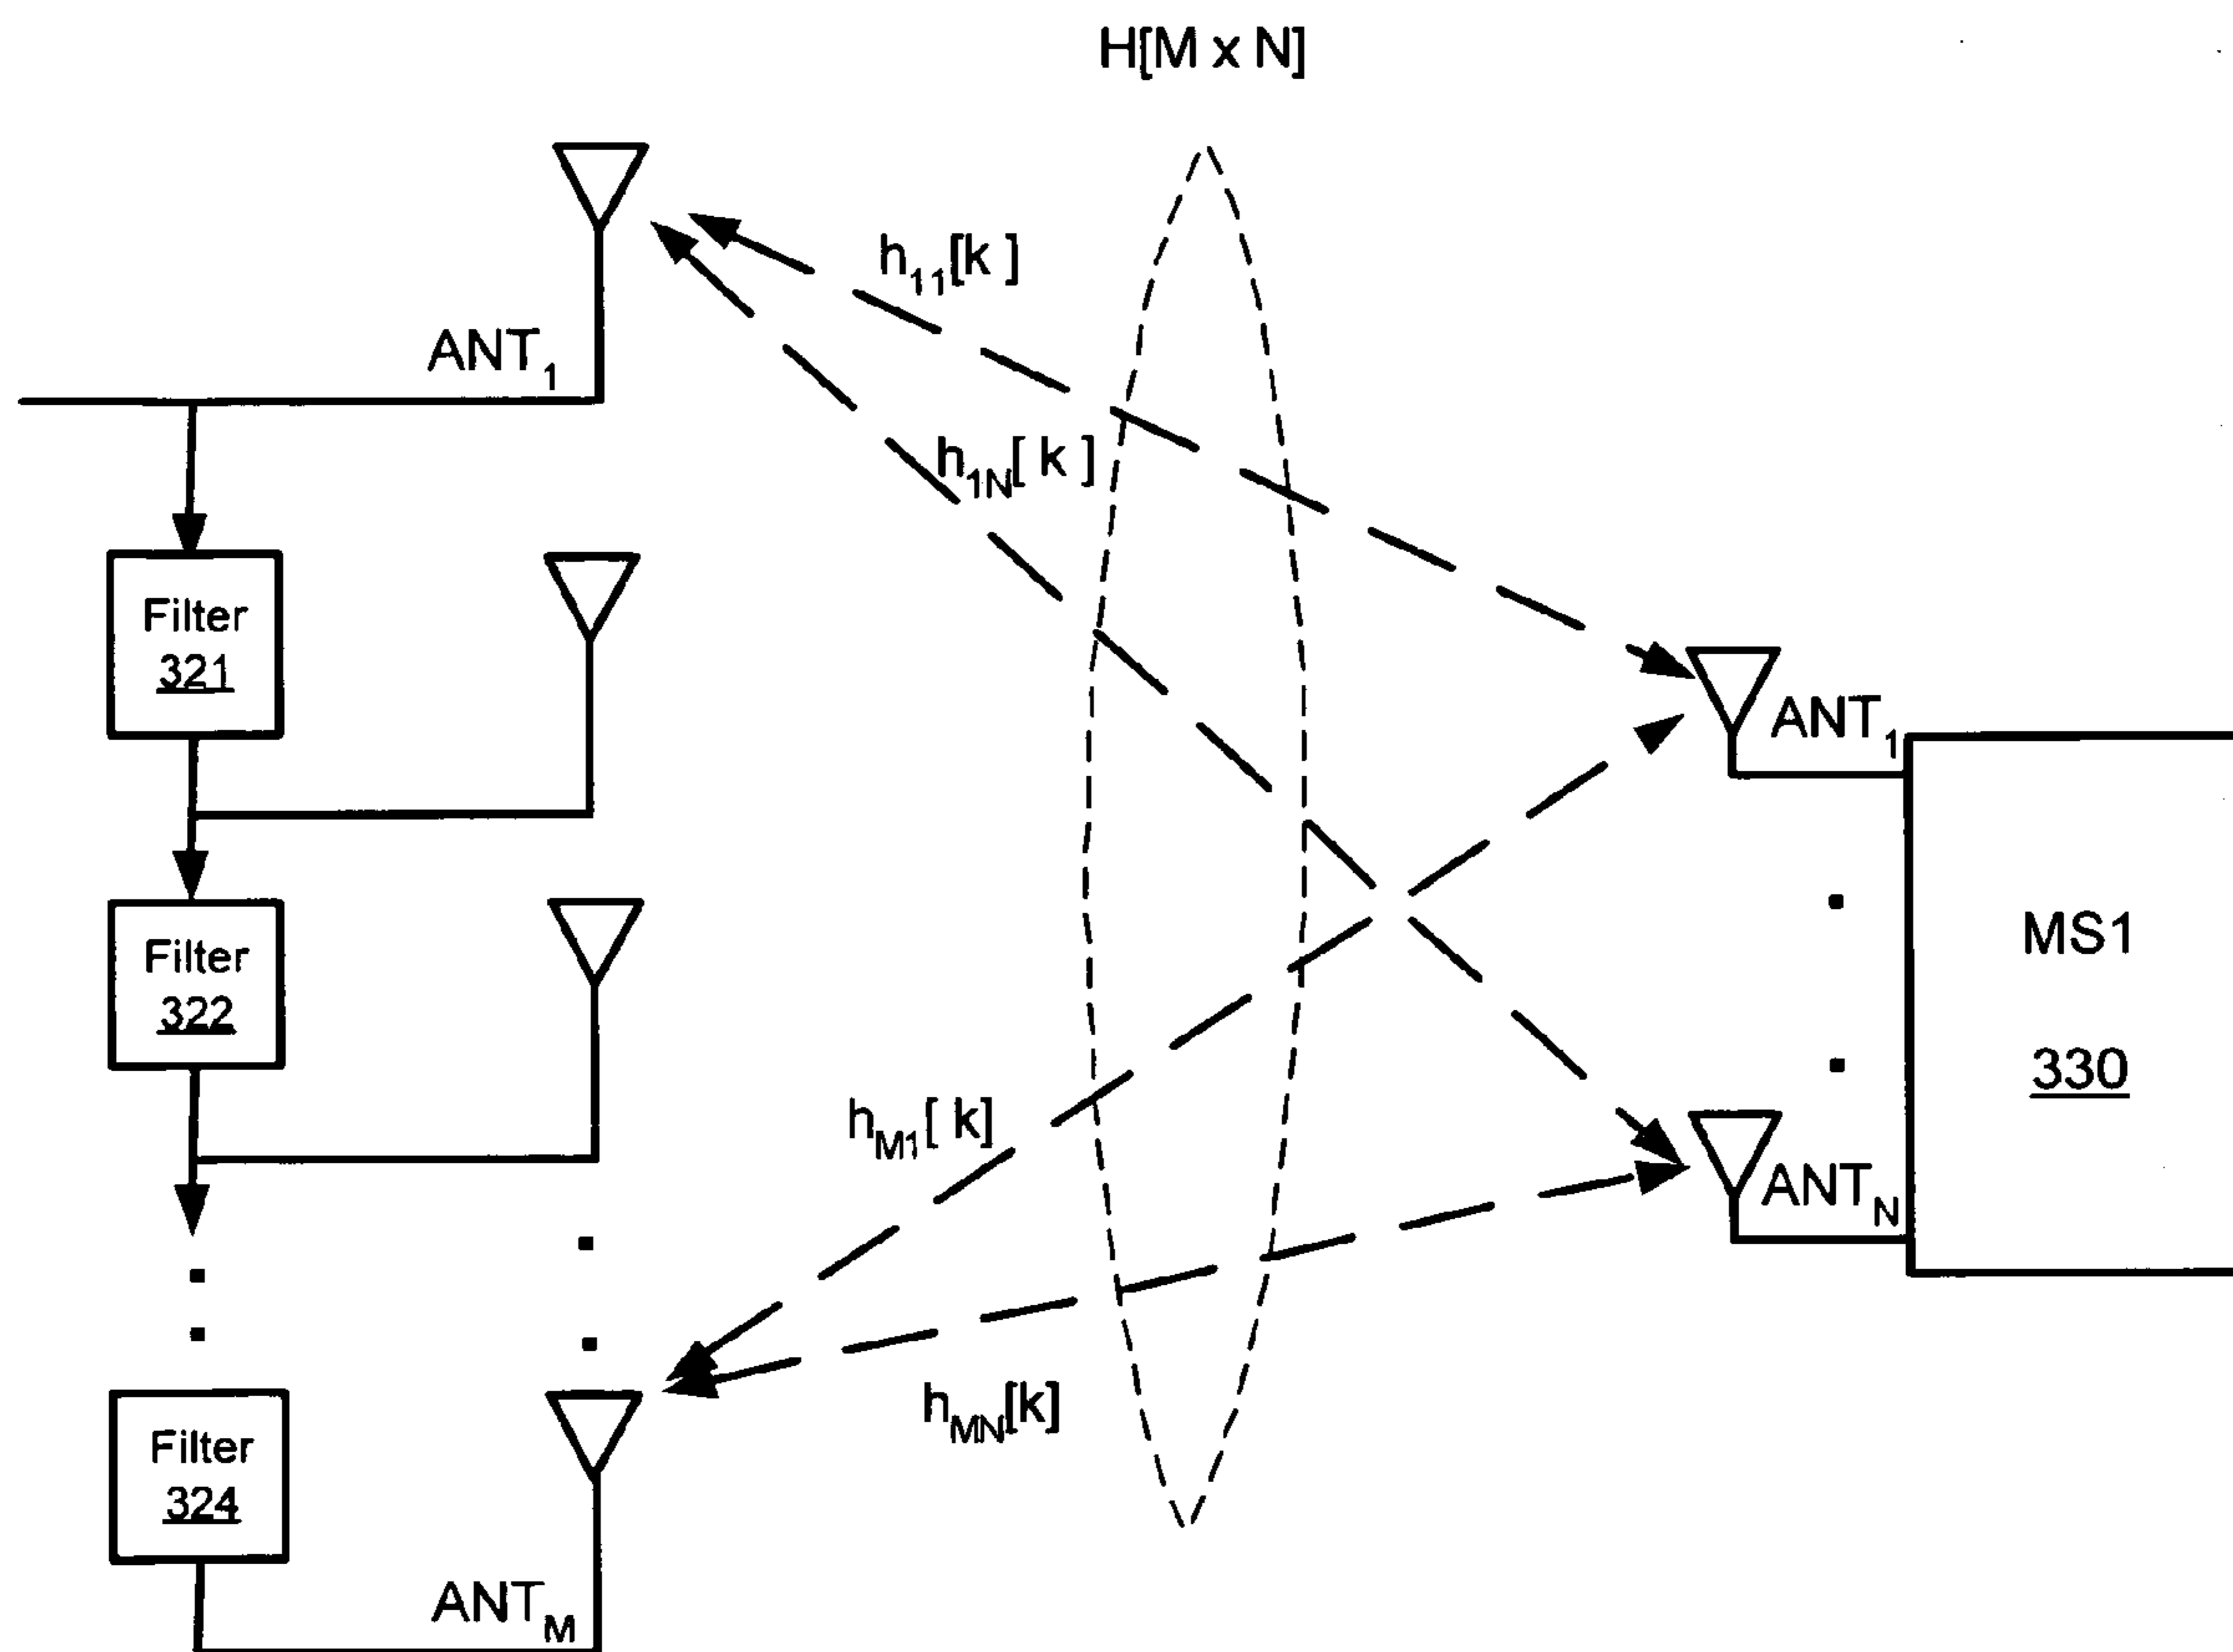 H[M x N]
h11[k ]
ANT1
h1N[ k ]
Filter
321
ANT1
Filter
322
MS1
330
hM1[ k]
ANTN
hMN[k]
Filter
324
ANTM